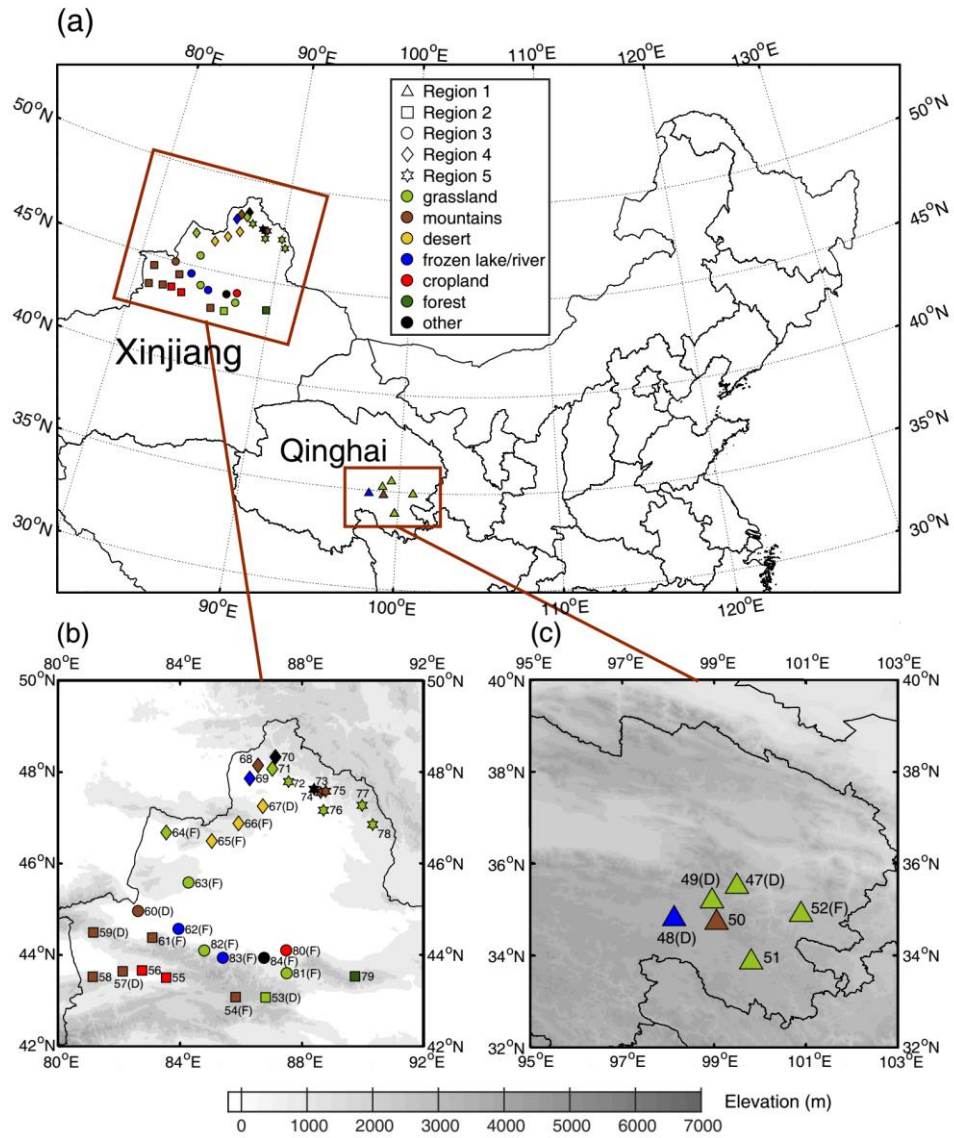 (a)
80°E 90°E 100°E 110°E 120°E 130°E
50°N 45°N 40°N 35°N 30°N
50°N 45°N 40°N 35°N 30°N
Region 1
Region 2
Region 3
Region 4
Region 5
grassland
mountains
desert
frozen lake/river
cropland
forest
other
Xinjiang
Qinghai
90°E 100°E 110°E 120°E
(b)
80°E 84°E 88°E 92°E
50°N 50°N
70
68
71
69
72
73
74
75
77
67(D)
76
48°N 48°N
66(F)
78
64(F)
65(F)
46°N 46°N
63(F)
60(D)
62(F)
59(D)
61(F)
82(F)
80(F)
44°N 44°N
83(F)
84(F)
58
57(D)
56
55
81(F)
79
54(F)
53(D)
42°N 42°N
80°E 84°E 88°E 92°E
(c)
95°E 97°E 99°E 101°E 103°E
40°N 40°N
36°N 36°N
49(D)
47(D)
52(F)
48(D)
50
51
32°N 32°N
95°E 97°E 99°E 101°E 103°E
Elevation (m)
0 1000 2000 3000 4000 5000 6000 7000